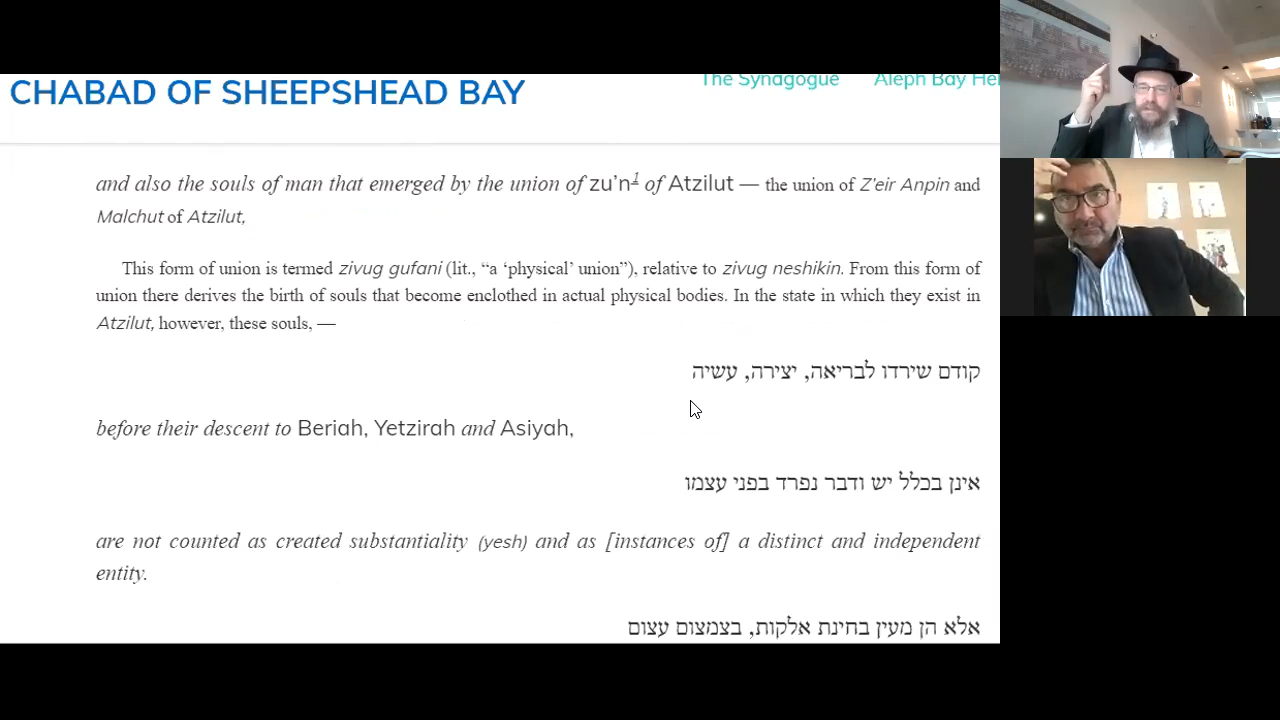 CHABAD OF SHEEPSHEAD BAY
The Synagogue Aleph Bay
and also the souls of man that emerged by the union of zu’n1 of Atzilut — the union of Z’eir Anpin and
Malchut of Atzilut,
This form of union is termed zivug gufani (lit., “a ‘physical’ union”), relative to zivug neshikin. From this form of
union there derives the birth of souls that become enclothed in actual physical bodies. In the state in which they exist in
Atzilut, however, these souls, —
קודם שירדו לבריאה, יצירה, עשיה
before their descent to Beriah, Yetzirah and Asiyah,
אינן בכלל יש ודבר נפרד בפני עצמו
are not counted as created substantiality (yesh) and as [instances of] a distinct and independent
entity.
אלא הן מעין בחינת אלקות, בצמצום עצום